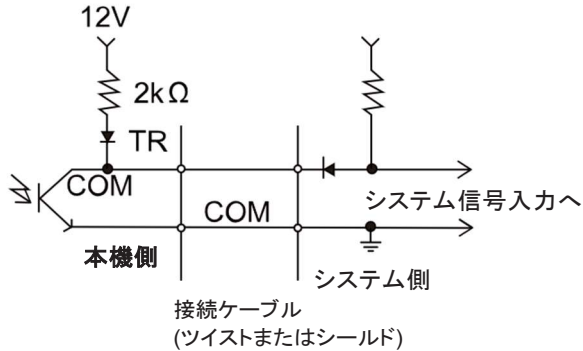 12V
2kΩ
TR
COM
COM
システム信号入力へ
本機側
システム側
接続ケーブル
(ツイストまたはシールド)